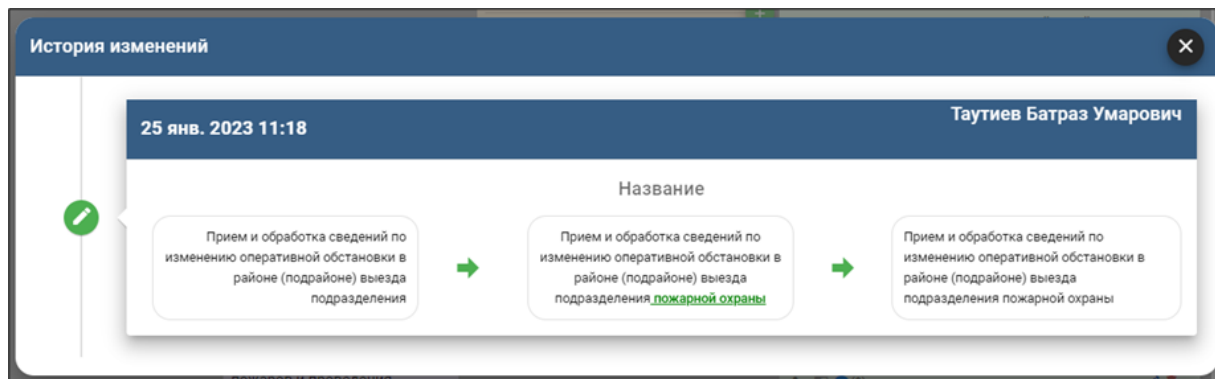 История изменений
25 янв. 2023 11:18
Таутиев Батраз Умарович
Название
Прием и обработка сведений по
изменению оперативной обстановки в
районе (подрайоне) выезда
подразделения
Прием и обработка сведений по
изменению оперативной обстановки в
районе (подрайоне) выезда
подразделения пожарной охраны
Прием и обработка сведений по
изменению оперативной обстановки в
районе (подрайоне) выезда
подразделения пожарной охраны